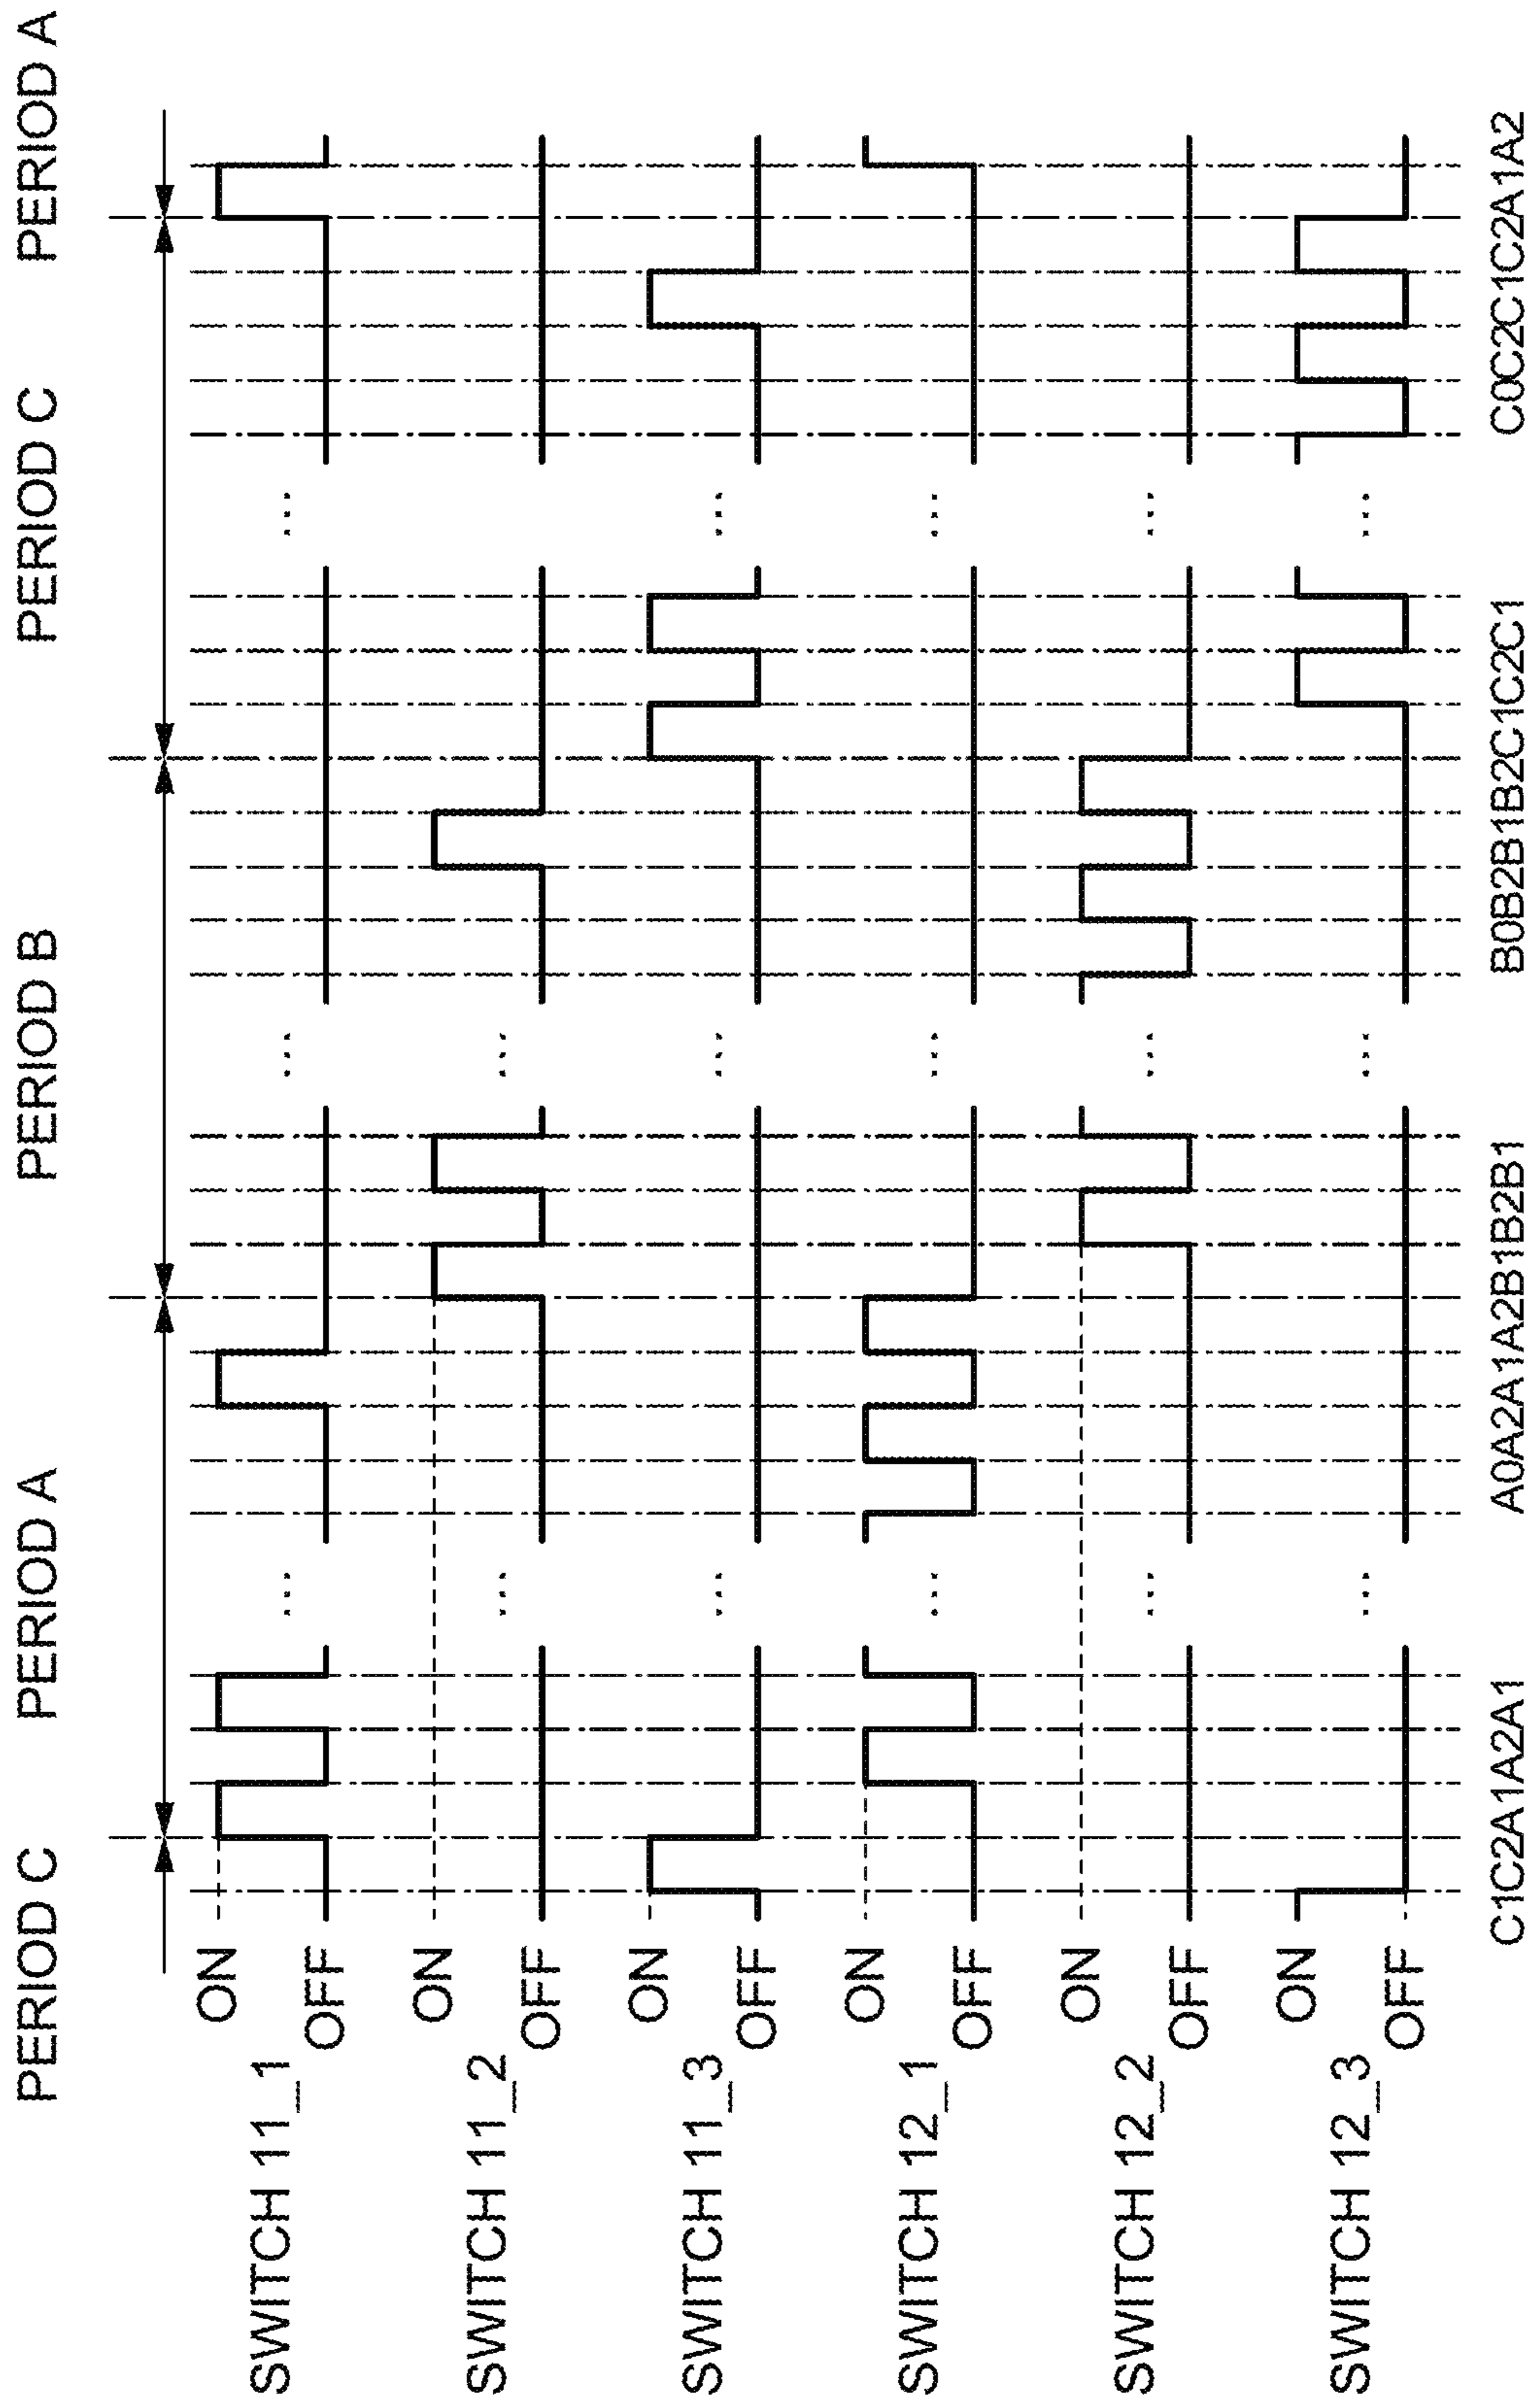 PERIOD C PERIOD A PERIOD B PERIOD C PERIOD A
SWITCH 11_1 ON
OFF
SWITCH 11_2 ON
OFF
SWITCH 11_3 ON
OFF
SWITCH 12_1 ON
OFF
SWITCH 12_2 ON
OFF
SWITCH 12_3 ON
OFF
C1C2A1A2A1 A0A2A1A2B1B2B1 B0B2B1B2C1C2C1 C0C2C1C2A1A2